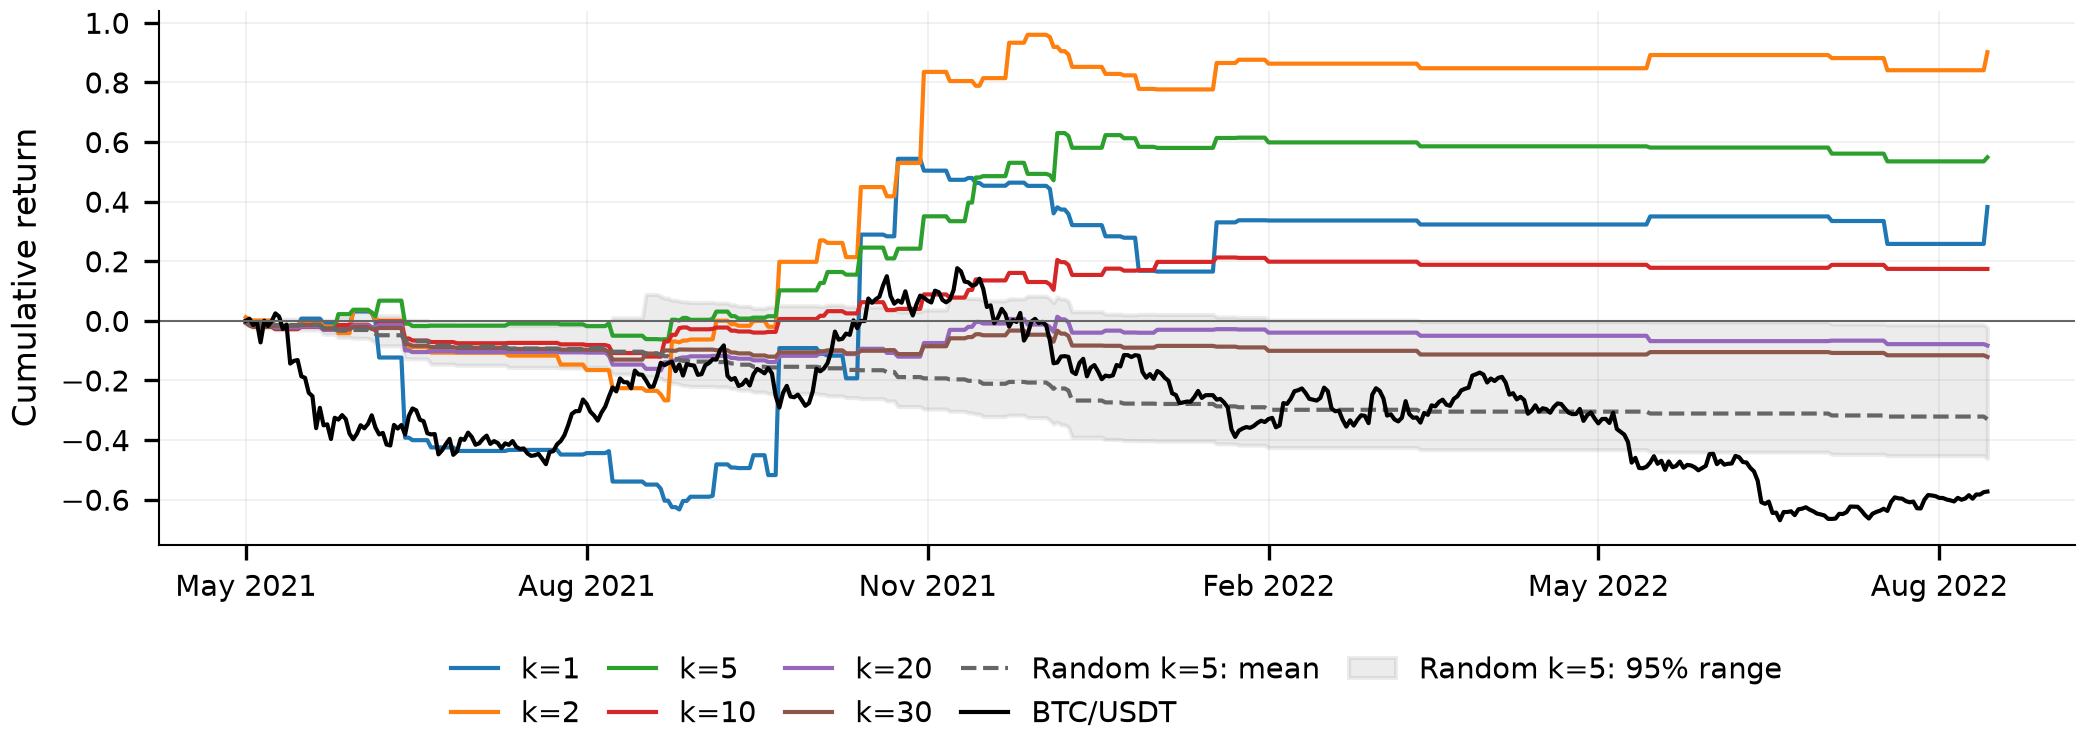 Cumulative return
1.0
0.8
0.6
0.4
0.2
0.0
−0.2
−0.4
−0.6
May 2021 Aug 2021 Nov 2021 Feb 2022 May 2022 Aug 2022
k=1 k=5 k=20 Random k=5: mean Random k=5: 95% range
k=2 k=10 k=30 BTC/USDT